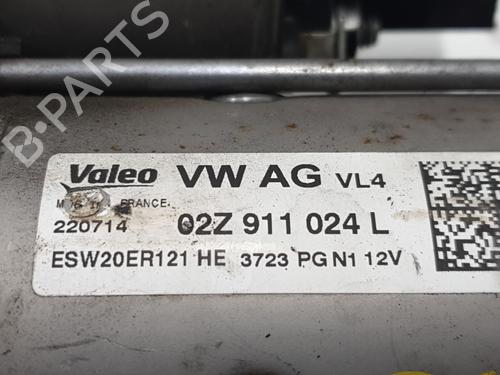 B-PARTS
Valeo VW AG VL4
FRANCE.
220714 02Z 911 024 L
ESW20ER121 HE 3723 PG N1 12V